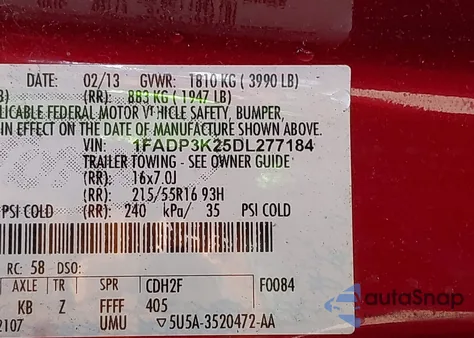 DATE: 02/13 GVWR: 1810 KG ( 3990 LB)
B) (RR): 883 KG ( 1947 LB)
LICABLE FEDERAL MOTOR VEHICLE SAFETY, BUMPER,
IN EFFECT ON THE DATE OF MANUFACTURE SHOWN ABOVE.
VIN: 1FADP3K25DL277184
TRAILER TOWING - SEE OWNER GUIDE
(RR): 16x7.0J
(RR): 215/55R16 93H
PSI COLD (RR): 240 kPa/ 35 PSI COLD
RC: 58 DSO:
AXLE TR SPR CDH2F F0084
KB Z FFFF 405
2107 UMU ▽5U5A-3520472-AA
autoSnap